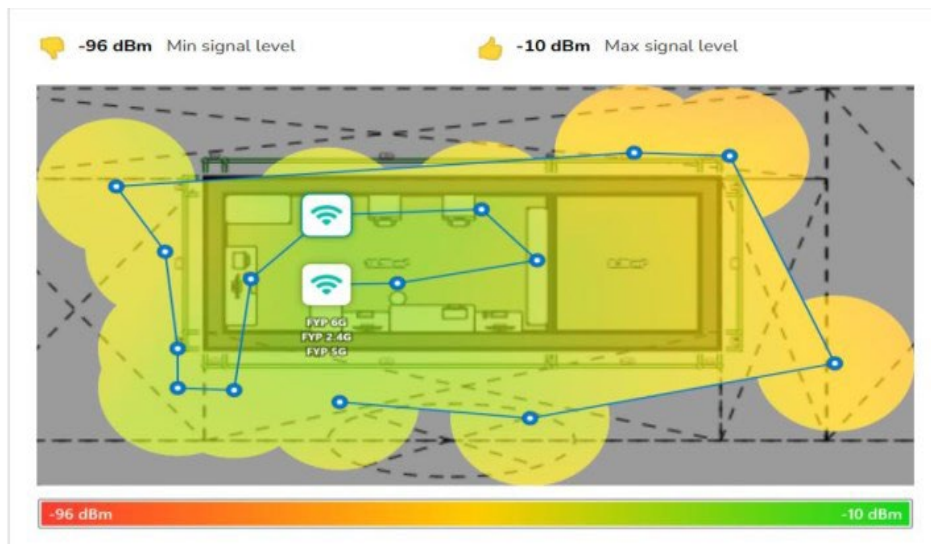 -96 dBm Min signal level
-10 dBm Max signal level
FYP 6G
FYP 2.4G
FYP 5G
-96 dBm
-10 dBm